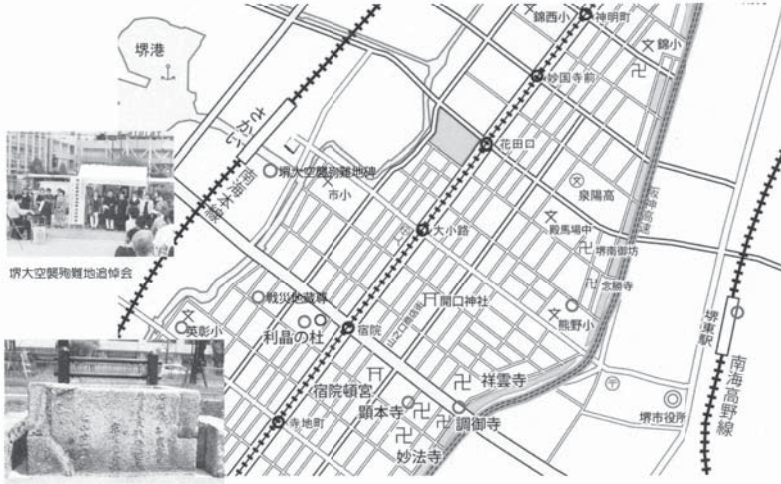 堺港
錦西小
神明町
錦小
妙国寺前
さかい
南海本線
花田口
堺大空襲殉難地碑
市小
泉陽高
阪神高速
大小路
殿馬場中
堺南御坊
堺大空襲殉難地追悼会
念勝寺
戦災地蔵尊
開口神社
山之口商店街
熊野小
英彰小
利晶の杜
宿院
堺東駅
南海高野線
宿院頓宮
祥雲寺
顕本寺
調御寺
堺市役所
寺地町
妙法寺